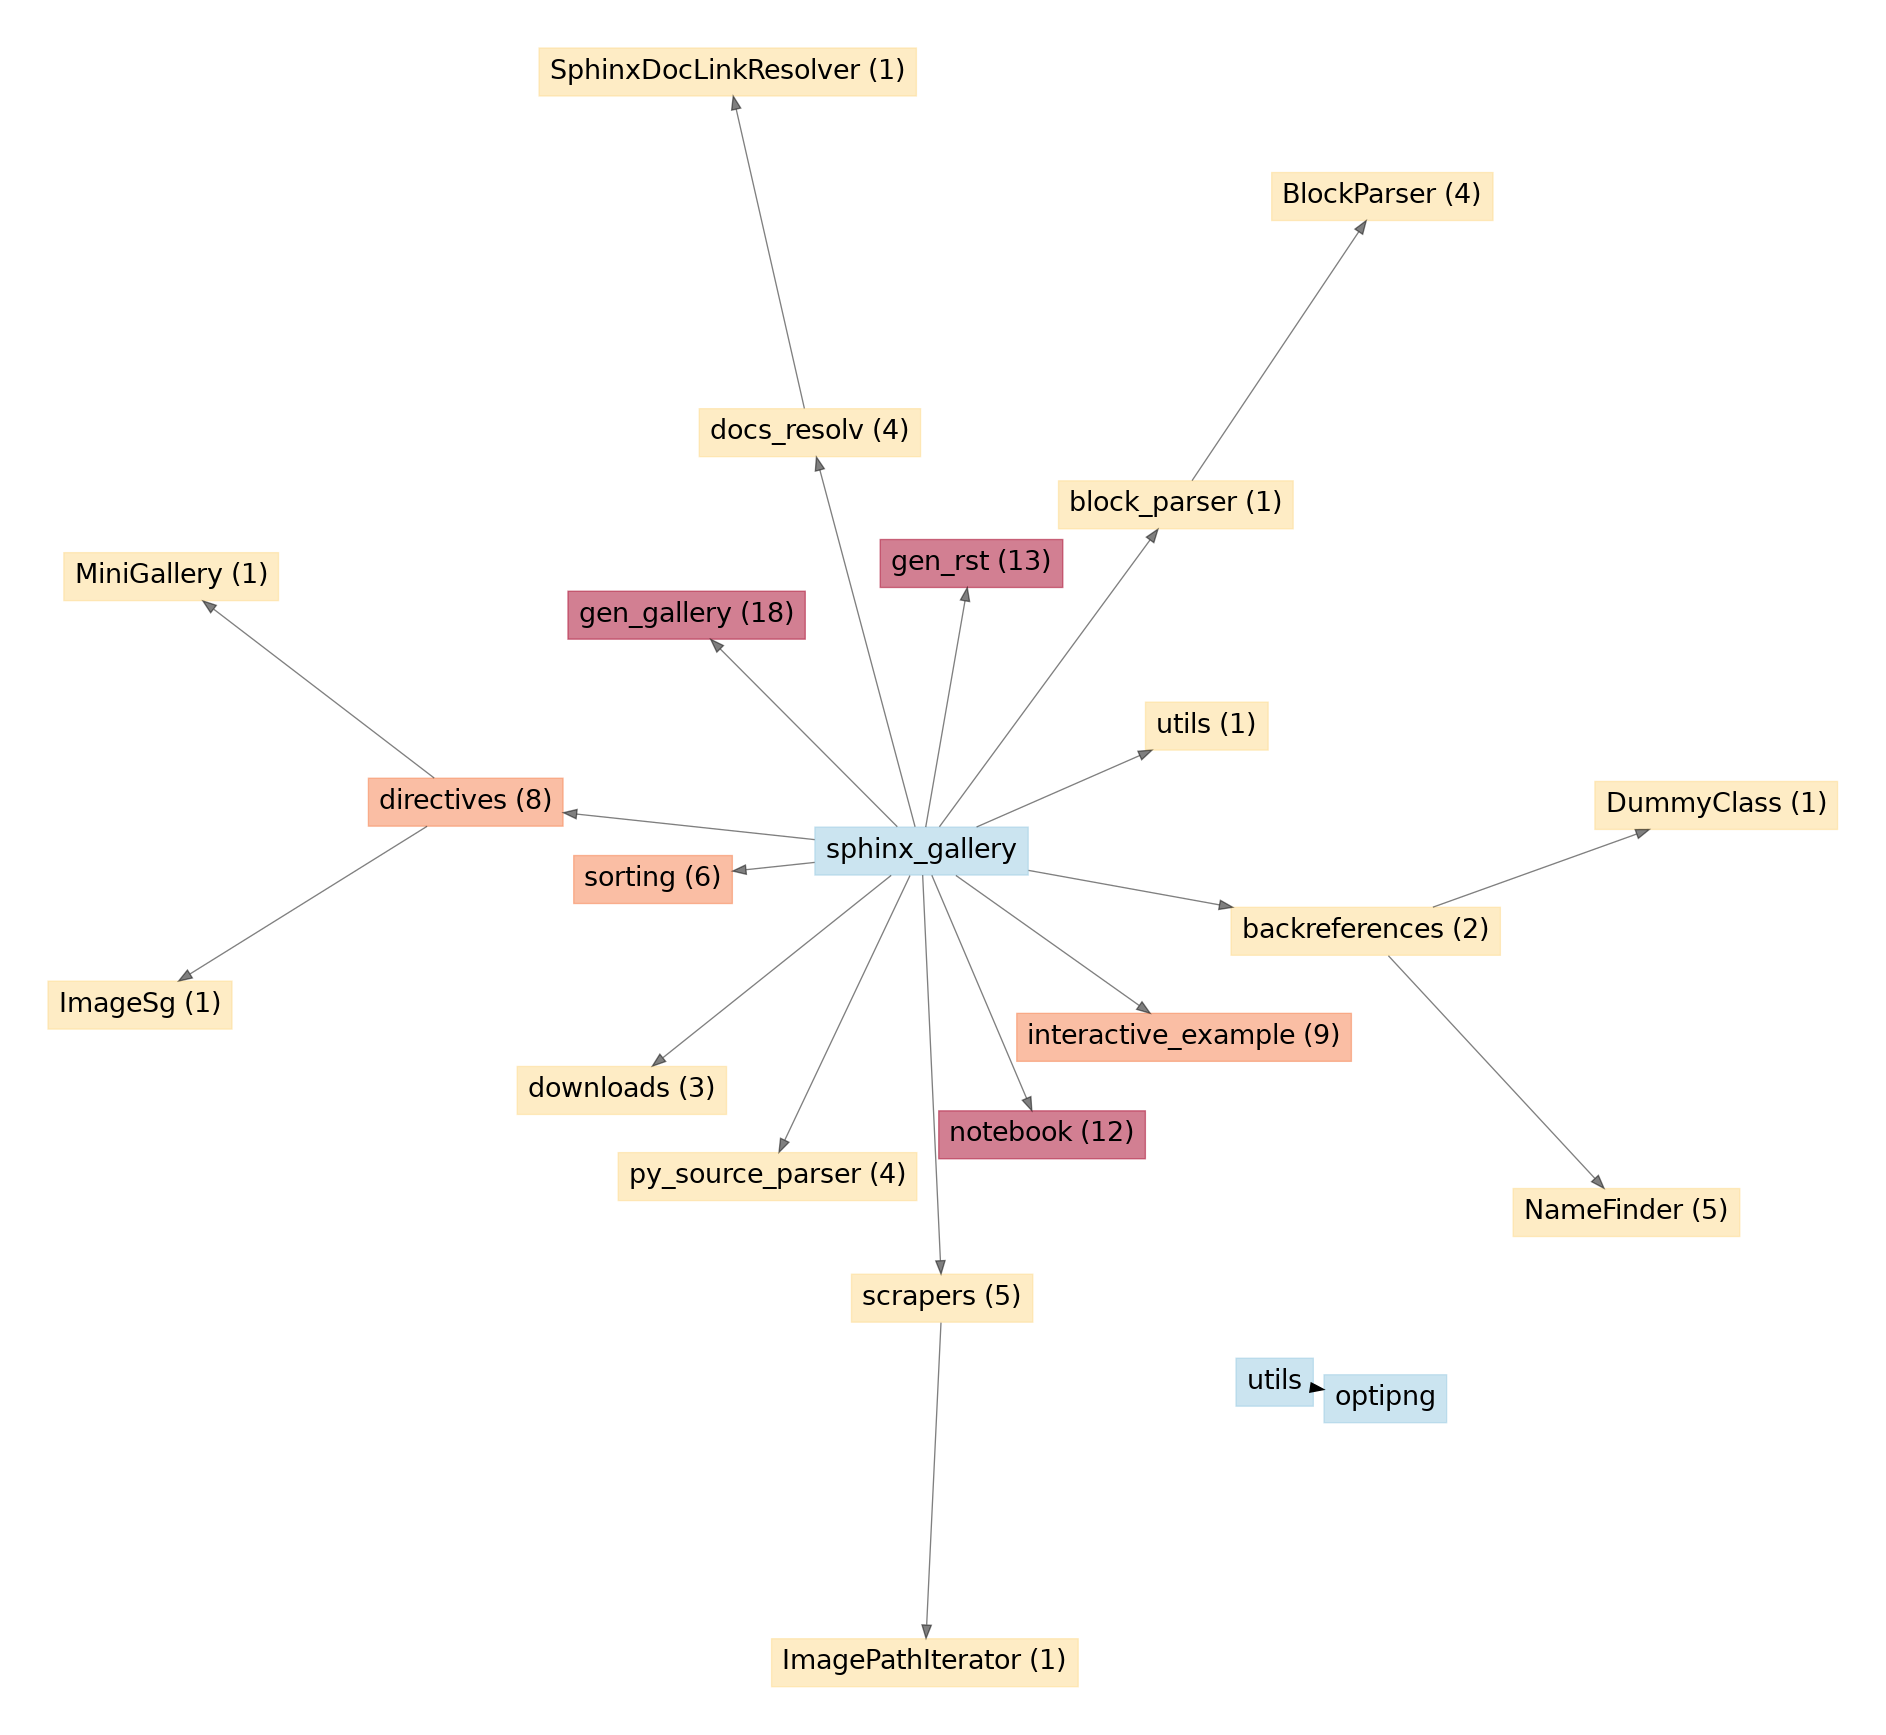 SphinxDocLinkResolver (1)
BlockParser (4)
docs_resolv (4)
block_parser (1)
gen_rst (13)
MiniGallery (1)
gen_gallery (18)
utils (1)
directives (8)
DummyClass (1)
sphinx_gallery
sorting (6)
backreferences (2)
ImageSg (1)
interactive_example (9)
downloads (3)
notebook (12)
py_source_parser (4)
NameFinder (5)
scrapers (5)
utils
optipng
ImagePathIterator (1)